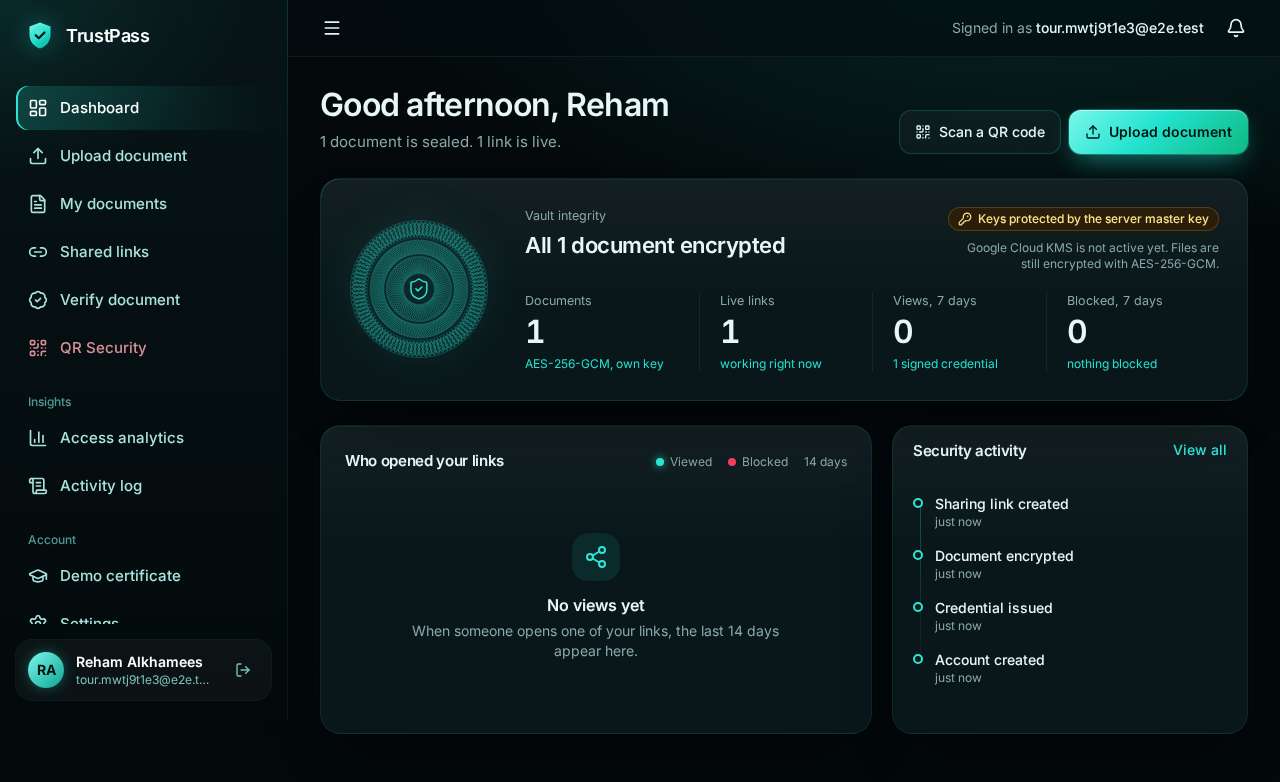 TrustPass
Dashboard
Upload document
My documents
Shared links
Verify document
QR Security
Insights
Access analytics
Activity log
Account
Demo certificate
Settings
RA
Reham Alkhamees
tour.mwtj9t1e3@e2e.t...
Signed in as tour.mwtj9t1e3@e2e.test
Good afternoon, Reham
1 document is sealed. 1 link is live.
Scan a QR code
Upload document
Vault integrity
All 1 document encrypted
Keys protected by the server master key
Google Cloud KMS is not active yet. Files are
still encrypted with AES-256-GCM.
Documents
1
AES-256-GCM, own key
Live links
1
working right now
Views, 7 days
0
1 signed credential
Blocked, 7 days
0
nothing blocked
Who opened your links
Viewed
Blocked
14 days
No views yet
When someone opens one of your links, the last 14 days
appear here.
Security activity
View all
Sharing link created
just now
Document encrypted
just now
Credential issued
just now
Account created
just now